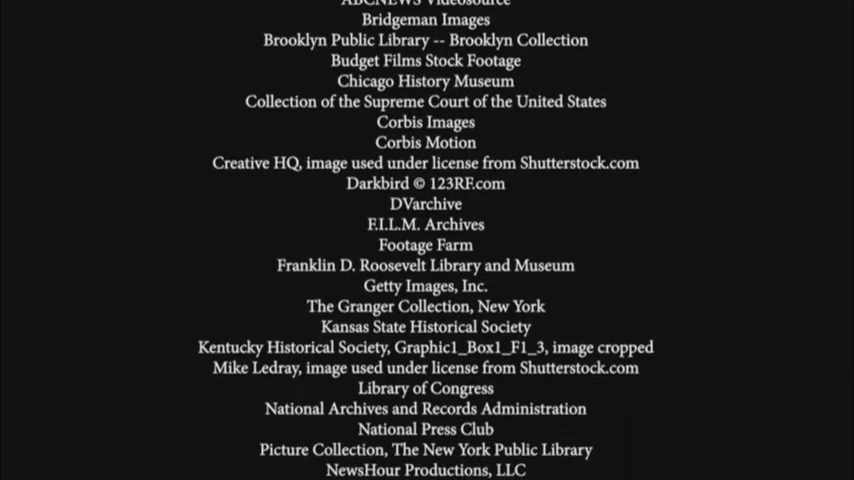 ABCNEWS Videosource
Bridgeman Images
Brooklyn Public Library -- Brooklyn Collection
Budget Films Stock Footage
Chicago History Museum
Collection of the Supreme Court of the United States
Corbis Images
Corbis Motion
Creative HQ, image used under license from Shutterstock.com
Darkbird © 123RF.com
DVarchive
F.I.L.M. Archives
Footage Farm
Franklin D. Roosevelt Library and Museum
Getty Images, Inc.
The Granger Collection, New York
Kansas State Historical Society
Kentucky Historical Society, Graphic1_Box1_F1_3, image cropped
Mike Ledray, image used under license from Shutterstock.com
Library of Congress
National Archives and Records Administration
National Press Club
Picture Collection, The New York Public Library
NewsHour Productions, LLC